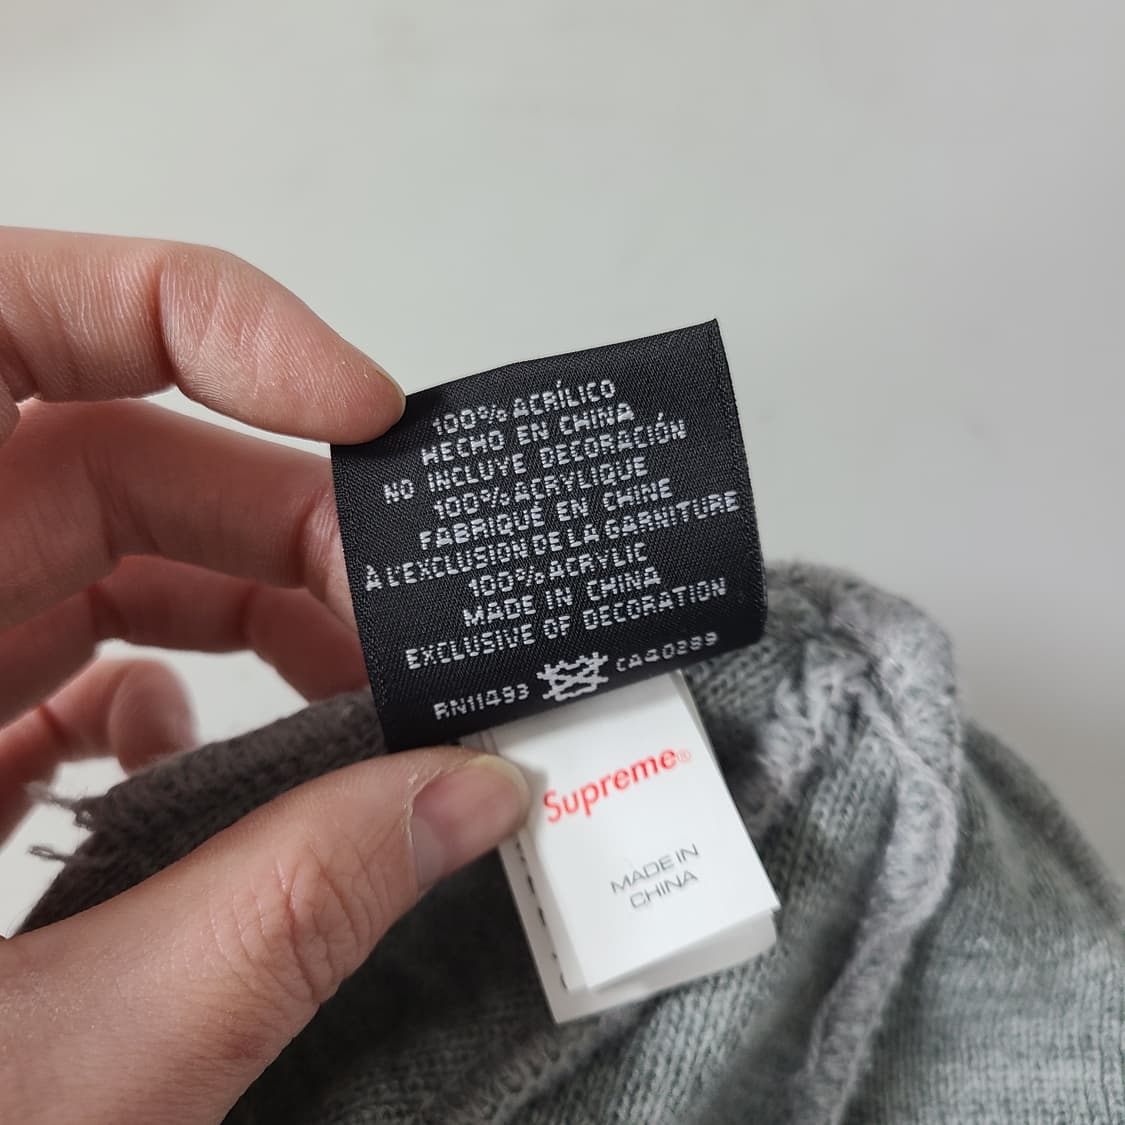 100% ACRÍLICO
HECHO EN CHINA
NO INCLUYE DECORACIÓN
100% ACRYLIQUE
FABRIQUÉ EN CHINE
À L'EXCLUSION DE LA GARNITURE
100% ACRYLIC
MADE IN CHINA
EXCLUSIVE OF DECORATION
RN11493 CA40289
Supreme®
MADE IN
CHINA